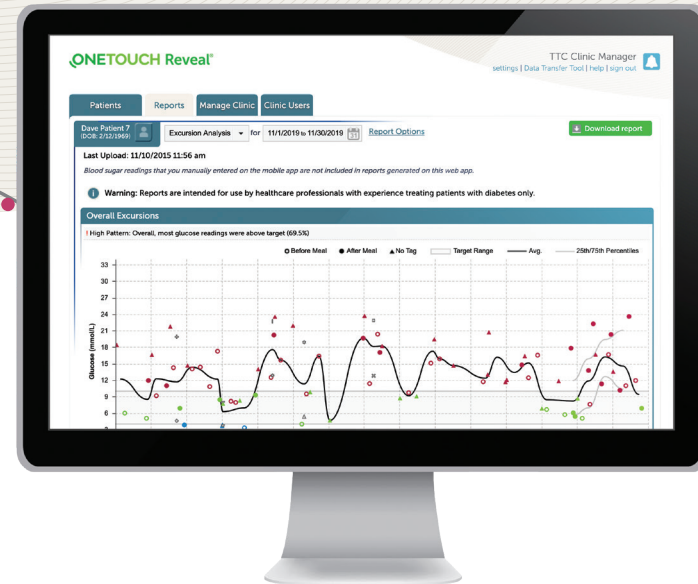 ONETOUCH Reveal®
TTC Clinic Manager
settings | Data Transfer Tool | help | sign out
Patients
Reports
Manage Clinic
Clinic Users
Dave Patient 7
(DOB: 2/12/1969)
Excursion Analysis
for
11/1/2019 to 11/30/2019
Report Options
Download report
Last Upload: 11/10/2015 11:56 am
Blood sugar readings that you manually entered on the mobile app are not included in reports generated on this web app.
i
Warning: Reports are intended for use by healthcare professionals with experience treating patients with diabetes only.
Overall Excursions
! High Pattern: Overall, most glucose readings were above target (69.5%)
Before Meal
After Meal
No Tag
Target Range
Avg.
25th/75th Percentiles
Glucose (mmol/L)
33
30
27
24
21
18
15
12
9
6